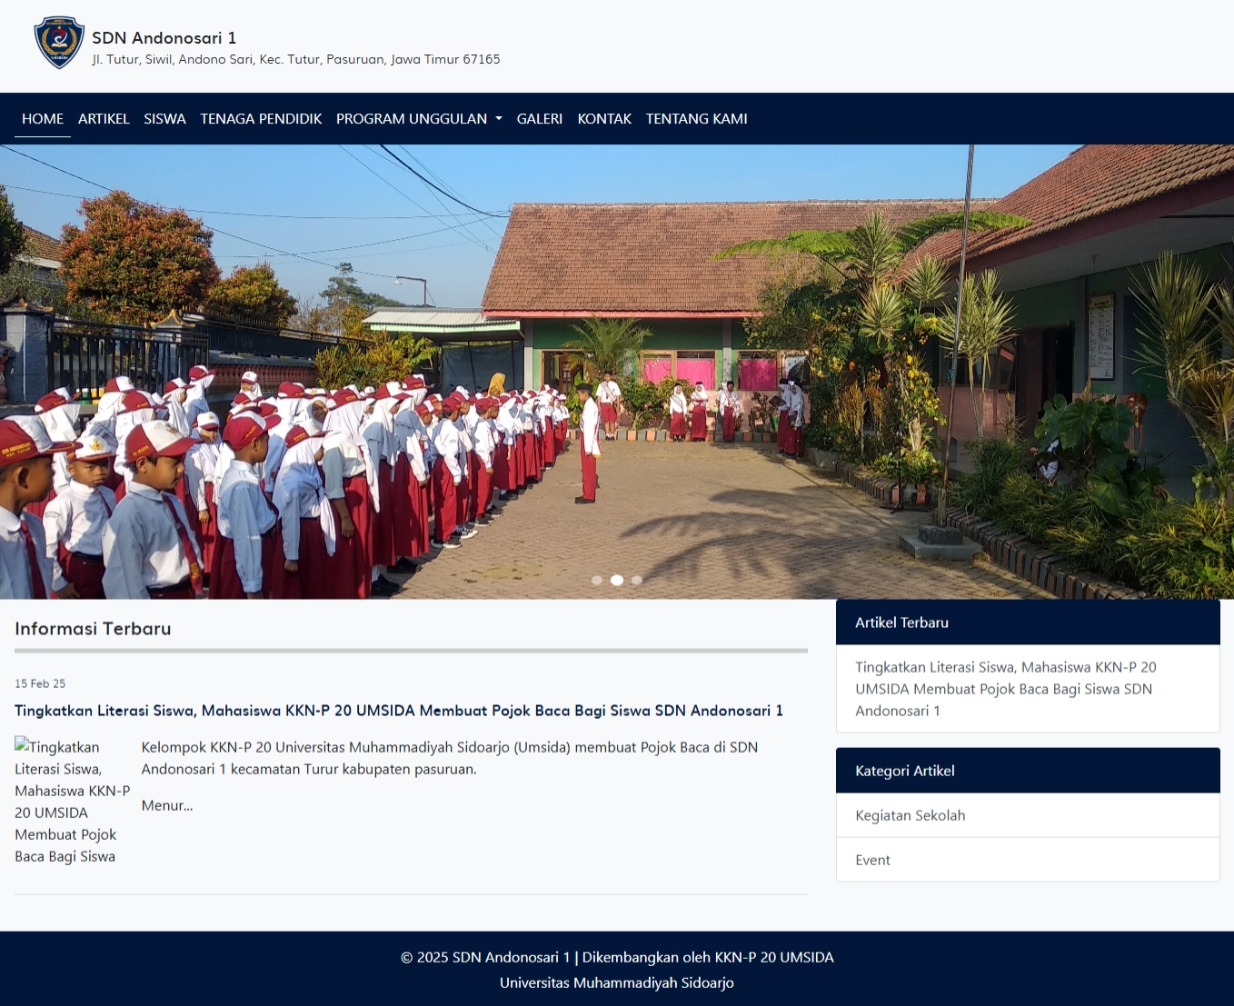 SDN Andonosari 1
Jl. Tutur, Siwil, Andono Sari, Kec. Tutur, Pasuruan, Jawa Timur 67165
HOME ARTIKEL SISWA TENAGA PENDIDIK PROGRAM UNGGULAN GALERI KONTAK TENTANG KAMI
Informasi Terbaru
15 Feb 25
Tingkatkan Literasi Siswa, Mahasiswa KKN-P 20 UMSIDA Membuat Pojok Baca Bagi Siswa SDN Andonosari 1
Tingkatkan
Literasi Siswa,
Mahasiswa KKN-P
20 UMSIDA
Membuat Pojok
Baca Bagi Siswa
Kelompok KKN-P 20 Universitas Muhammadiyah Sidoarjo (Umsida) membuat Pojok Baca di SDN
Andonosari 1 kecamatan Turur kabupaten pasuruan.
Menur...
Artikel Terbaru
Tingkatkan Literasi Siswa, Mahasiswa KKN-P 20
UMSIDA Membuat Pojok Baca Bagi Siswa SDN
Andonosari 1
Kategori Artikel
Kegiatan Sekolah
Event
© 2025 SDN Andonosari 1 | Dikembangkan oleh KKN-P 20 UMSIDA
Universitas Muhammadiyah Sidoarjo